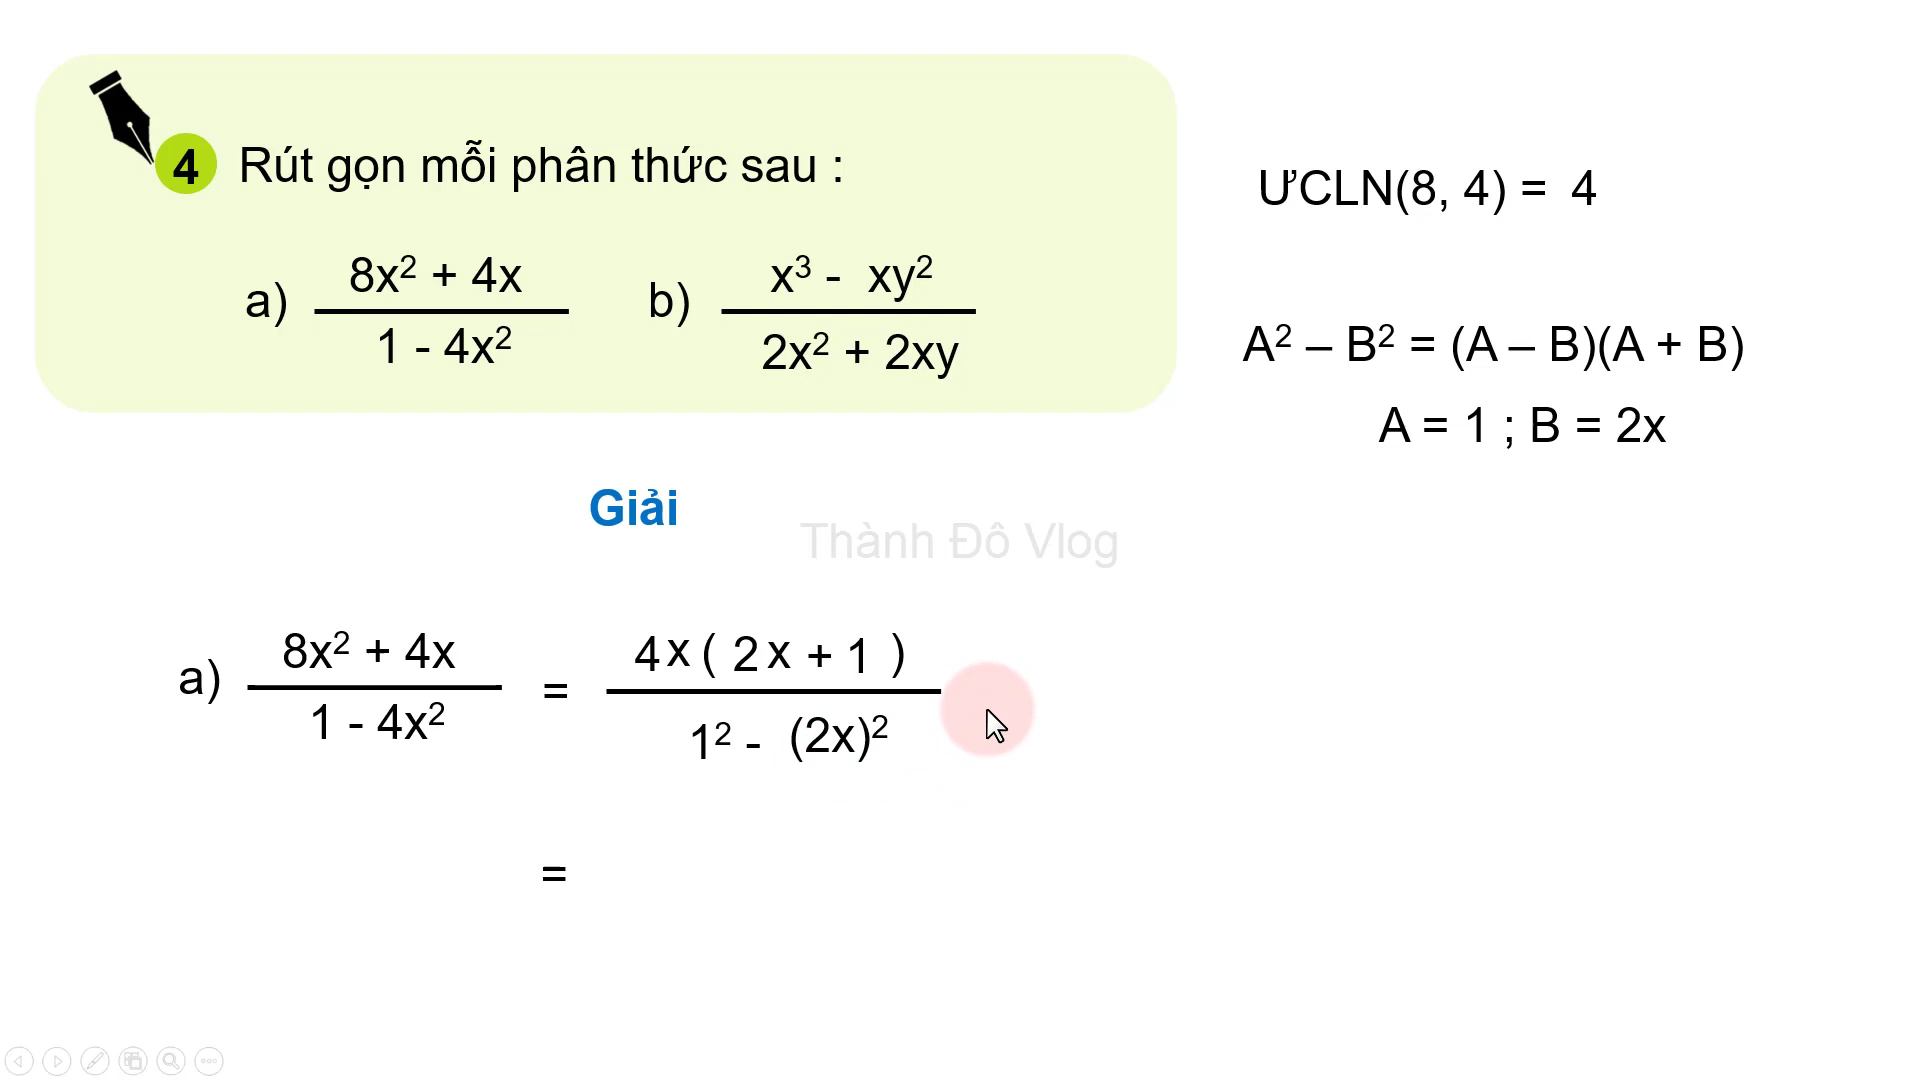 4 Rút gọn mỗi phân thức sau :
a) 8x² + 4x / 1 - 4x²   b) x³ - xy² / 2x² + 2xy
ƯCLN(8, 4) = 4
A² – B² = (A – B)(A + B)
A = 1 ; B = 2x
Giải
Thành Đô Vlog
a) 8x² + 4x / 1 - 4x² = 4x ( 2x + 1 ) / 1² - (2x)²
=